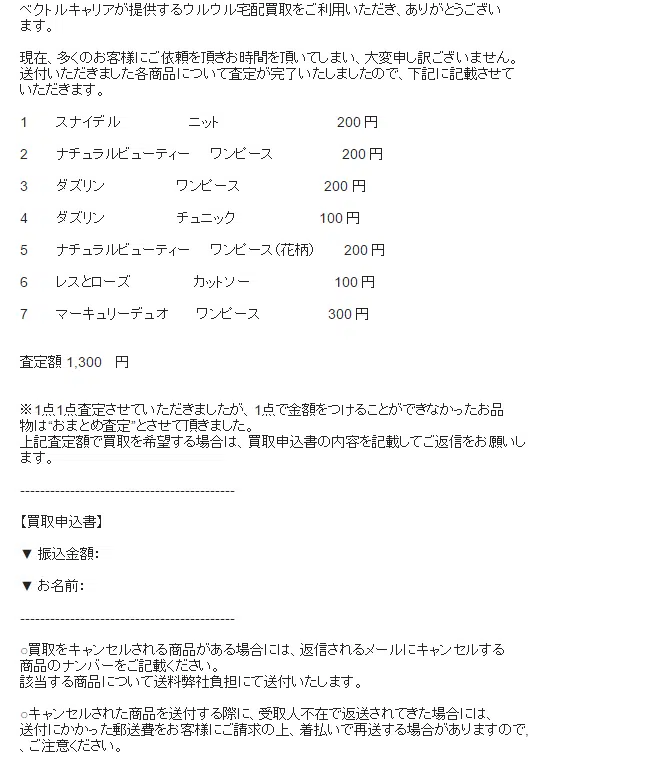 ベクトルキャリアが提供するウルウル宅配買取をご利用いただき、ありがとうござい
ます。
現在、多くのお客様にご依頼を頂きお時間を頂いてしまい、大変申し訳ございません。
送付いただきました各商品について査定が完了いたしましたので、下記に記載させて
いただきます。
1 スナイデル ニット 200円
2 ナチュラルビューティー ワンピース 200円
3 ダズリン ワンピース 200円
4 ダズリン チュニック 100円
5 ナチュラルビューティー ワンピース(花柄) 200円
6 レスとローズ カットソー 100円
7 マーキュリーデュオ ワンピース 300円
査定額 1,300 円
※1点1点査定させていただきましたが、1点で金額をつけることができなかったお品
物は“おまとめ査定”とさせて頂きました。
上記査定額で買取を希望する場合は、買取申込書の内容を記載してご返信をお願いし
ます。
-------------------------------------------
【買取申込書】
▼ 振込金額:
▼ お名前:
-------------------------------------------
○買取をキャンセルされる商品がある場合には、返信されるメールにキャンセルする
商品のナンバーをご記載ください。
該当する商品について送料弊社負担にて送付いたします。
○キャンセルされた商品を送付する際に、受取人不在で返送されてきた場合には、
送付にかかった郵送費をお客様にご請求の上、着払いで再送する場合がありますので,
、ご注意ください。